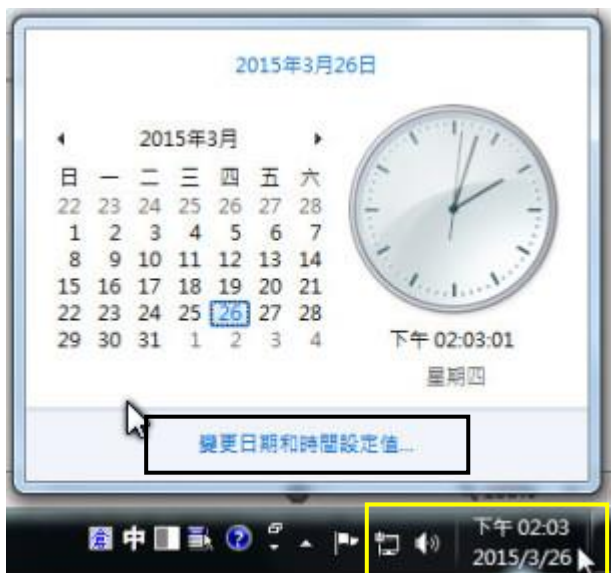 2015年3月26日
2015年3月
日 一 二 三 四 五 六
22 23 24 25 26 27 28
1 2 3 4 5 6 7
8 9 10 11 12 13 14
15 16 17 18 19 20 21
22 23 24 25 26 27 28
29 30 31 1 2 3 4
下午 02:03:01
星期四
變更日期和時間設定值...
倉 中 下午 02:03
2015/3/26